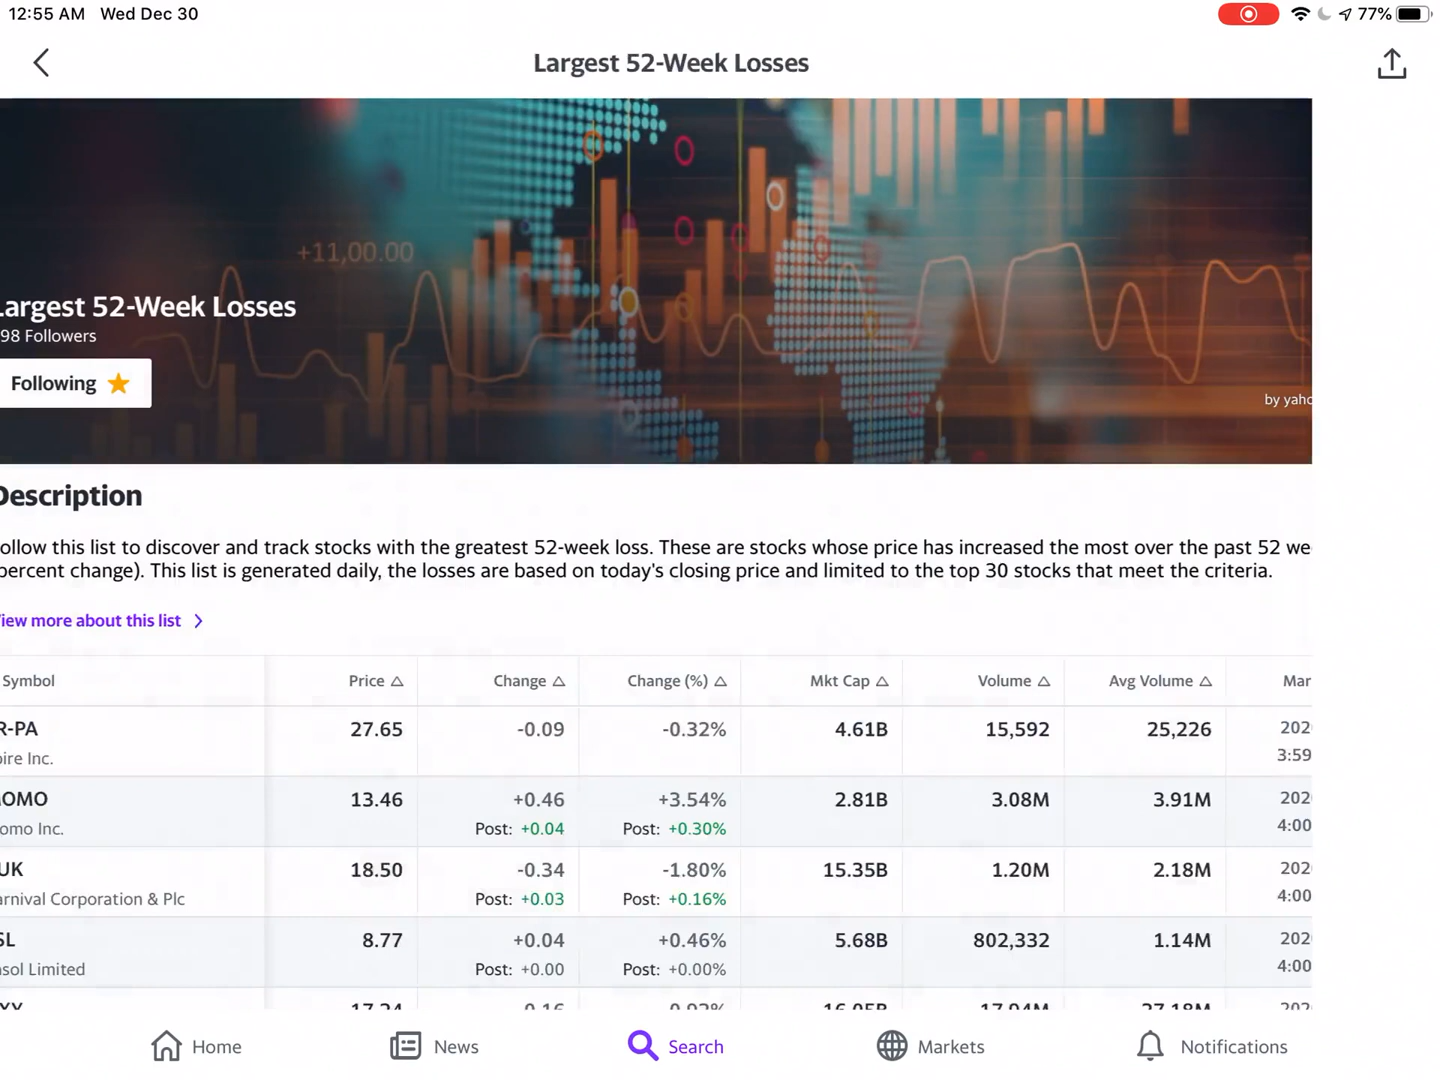 12:55 AM Wed Dec 30 77%
Largest 52-Week Losses
+11,00.00
Largest 52-Week Losses
98 Followers
Following
by yaho
Description
ollow this list to discover and track stocks with the greatest 52-week loss. These are stocks whose price has increased the most over the past 52 we
percent change). This list is generated daily, the losses are based on today's closing price and limited to the top 30 stocks that meet the criteria.
iew more about this list
Symbol Price Change Change (%) Mkt Cap Volume Avg Volume Mar
R-PA 27.65 -0.09 -0.32% 4.61B 15,592 25,226 202
pire Inc. 3:59
OMO 13.46 +0.46 +3.54% 2.81B 3.08M 3.91M 202
omo Inc. Post: +0.04 Post: +0.30% 4:00
UK 18.50 -0.34 -1.80% 15.35B 1.20M 2.18M 202
arnival Corporation & Plc Post: +0.03 Post: +0.16% 4:00
SL 8.77 +0.04 +0.46% 5.68B 802,332 1.14M 202
asol Limited Post: +0.00 Post: +0.00% 4:00
Home News Search Markets Notifications